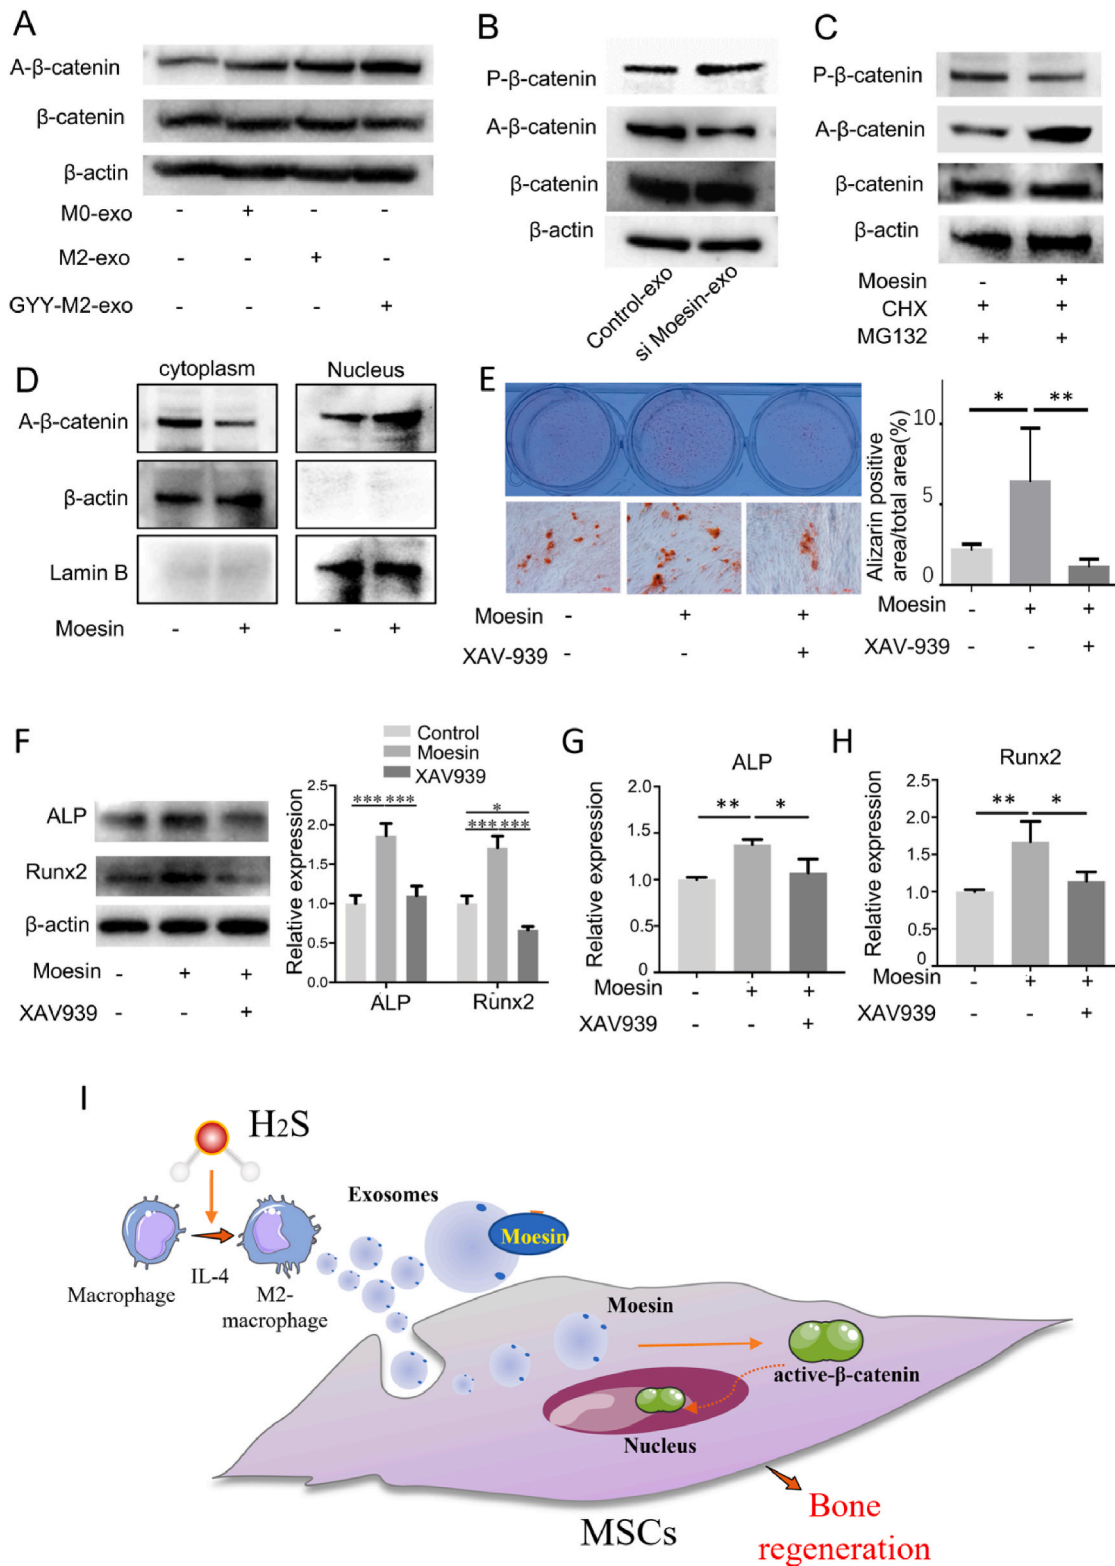 A
A-β-catenin
β-catenin
β-actin
M0-exo - + - -
M2-exo - - + -
GYY-M2-exo - - - +
B
P-β-catenin
A-β-catenin
β-catenin
β-actin
Control-exo
si Moesin-exo
C
P-β-catenin
A-β-catenin
β-catenin
β-actin
Moesin - +
CHX + +
MG132 + +
D
cytoplasm Nucleus
A-β-catenin
β-actin
Lamin B
Moesin - + - +
E
Moesin - + +
XAV-939 - - +
Alizarin positive
area/total area(%)
10
5
0
* **
Moesin - + +
XAV-939 - - +
F
ALP
Runx2
β-actin
Moesin - + +
XAV939 - - +
Control
Moesin
XAV939
Relative expression
2.5
2.0
1.5
1.0
0.5
0.0
*** ***
*
*** ***
ALP Runx2
G
ALP
Relative expression
2.0
1.5
1.0
0.5
0
** *
Moesin - + +
XAV939 - - +
H
Runx2
Relative expression
2.5
2.0
1.5
1.0
0.5
0
** *
Moesin - + +
XAV939 - - +
I
H2S
Exosomes
Moesin
IL-4
Macrophage
M2-
macrophage
Moesin
active-β-catenin
Nucleus
MSCs
Bone
regeneration